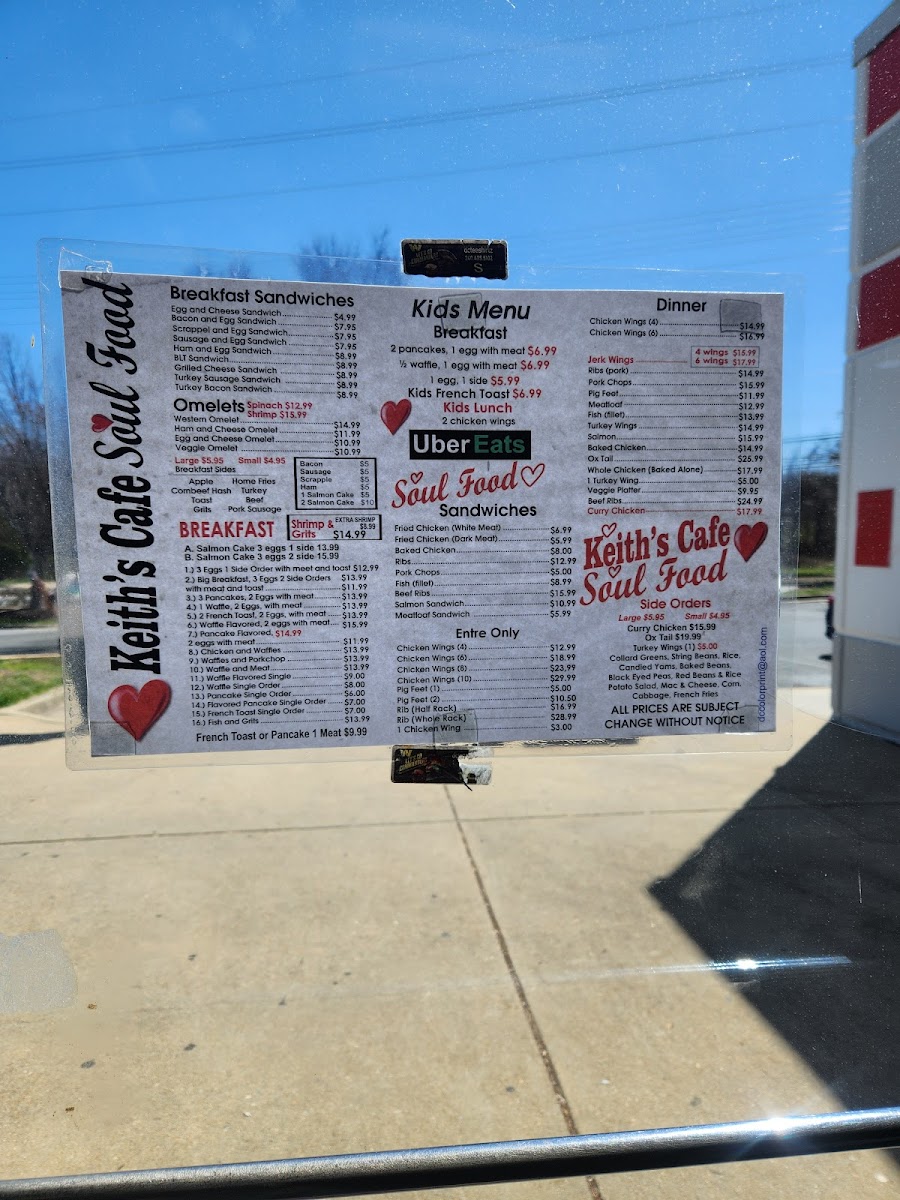 Keith's Cafe Soul Food
Breakfast Sandwiches
Egg and Cheese Sandwich $4.99
Bacon and Egg Sandwich $7.95
Scrappel and Egg Sandwich $7.95
Sausage and Egg Sandwich $7.95
Ham and Egg Sandwich $8.99
BLT Sandwich $8.99
Grilled Cheese Sandwich $8.99
Turkey Sausage Sandwich $8.99
Turkey Bacon Sandwich $8.99
Omelets Spinach $12.99
Shrimp $15.99
Western Omelet $14.99
Ham and Cheese Omelet $11.99
Egg and Cheese Omelet $10.99
Veggie Omelet $10.99
Large $5.95 Small $4.95
Breakfast Sides
Apple Home Fries
Cornbeef Hash Turkey
Toast Beef
Grits Pork Sausage
Bacon $5
Sausage $5
Scrapple $5
Ham $5
1 Salmon Cake $5
2 Salmon Cake $10
BREAKFAST
Shrimp & Grits $14.99
EXTRA SHRIMP $8.99
A. Salmon Cake 3 eggs 1 side 13.99
B. Salmon Cake 3 eggs 2 side 15.99
1.) 3 Eggs 1 Side Order with meet and toast $12.99
2.) Big Breakfast, 3 Eggs 2 Side Orders $13.99
with meat and toast $11.99
3.) 3 Pancakes, 2 Eggs with meat $13.99
4.) 1 Waffle, 2 Eggs, with meat $13.99
5.) 2 French Toast, 2 Eggs, with meat $13.99
6.) Waffle Flavored, 2 eggs with meat $15.99
7.) Pancake Flavored, $14.99
2 eggs with meat $11.99
8.) Chicken and Waffles $13.99
9.) Waffles and Porkchop $13.99
10.) Waffle and Meat $13.99
11.) Waffle Flavored Single $9.00
12.) Waffle Single Order $8.00
13.) Pancake Single Order $6.00
14.) Flavored Pancake Single Order $7.00
15.) French Toast Single Order $7.00
16.) Fish and Grits $13.99
French Toast or Pancake 1 Meat $9.99
Kids Menu
Breakfast
2 pancakes, 1 egg with meat $6.99
½ waffle, 1 egg with meat $6.99
1 egg, 1 side $5.99
Kids French Toast $6.99
Kids Lunch
2 chicken wings
Uber Eats
Soul Food
Sandwiches
Fried Chicken (White Meat) $6.99
Fried Chicken (Dark Meat) $5.99
Baked Chicken $8.00
Ribs $12.99
Pork Chops $5.00
Fish (fillet) $8.99
Beef Ribs $15.99
Salmon Sandwich $10.99
Meatloaf Sandwich $5.99
Entre Only
Chicken Wings (4) $12.99
Chicken Wings (6) $18.99
Chicken Wings (8) $23.99
Chicken Wings (10) $29.99
Pig Feet (1) $5.00
Pig Feet (2) $10.50
Rib (Half Rack) $16.99
Rib (Whole Rack) $28.99
1 Chicken Wing $3.00
Dinner
Chicken Wings (4) $14.99
Chicken Wings (6) $16.99
Jerk Wings 4 wings $15.99
6 wings $17.99
Ribs (pork) $14.99
Pork Chops $15.99
Pig Feet $11.99
Meatloaf $12.99
Fish (fillet) $13.99
Turkey Wings $14.99
Salmon $15.99
Baked Chicken $14.99
Ox Tail $25.99
Whole Chicken (Baked Alone) $17.99
1 Turkey Wing $5.00
Veggie Platter $9.95
Beef Ribs $24.99
Curry Chicken $17.99
Keith's Cafe
Soul Food
Side Orders
Large $5.95 Small $4.95
Curry Chicken $15.99
Ox Tail $19.99
Turkey Wings (1) $5.00
Collard Greens, String Beans, Rice,
Candied Yams, Baked Beans,
Black Eyed Peas, Red Beans & Rice
Potato Salad, Mac & Cheese, Corn,
Cabbage, French Fries
ALL PRICES ARE SUBJECT
CHANGE WITHOUT NOTICE
dccolorprint@aol.com